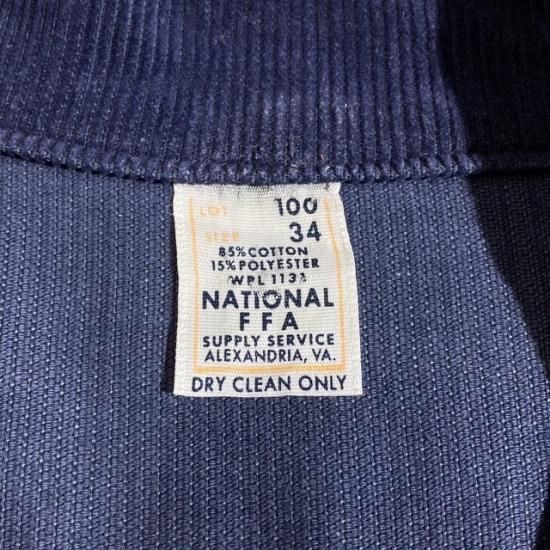 LOT 100
SIZE 34
85% COTTON
15% POLYESTER
WPL 1131
NATIONAL
FFA
SUPPLY SERVICE
ALEXANDRIA, VA.
DRY CLEAN ONLY